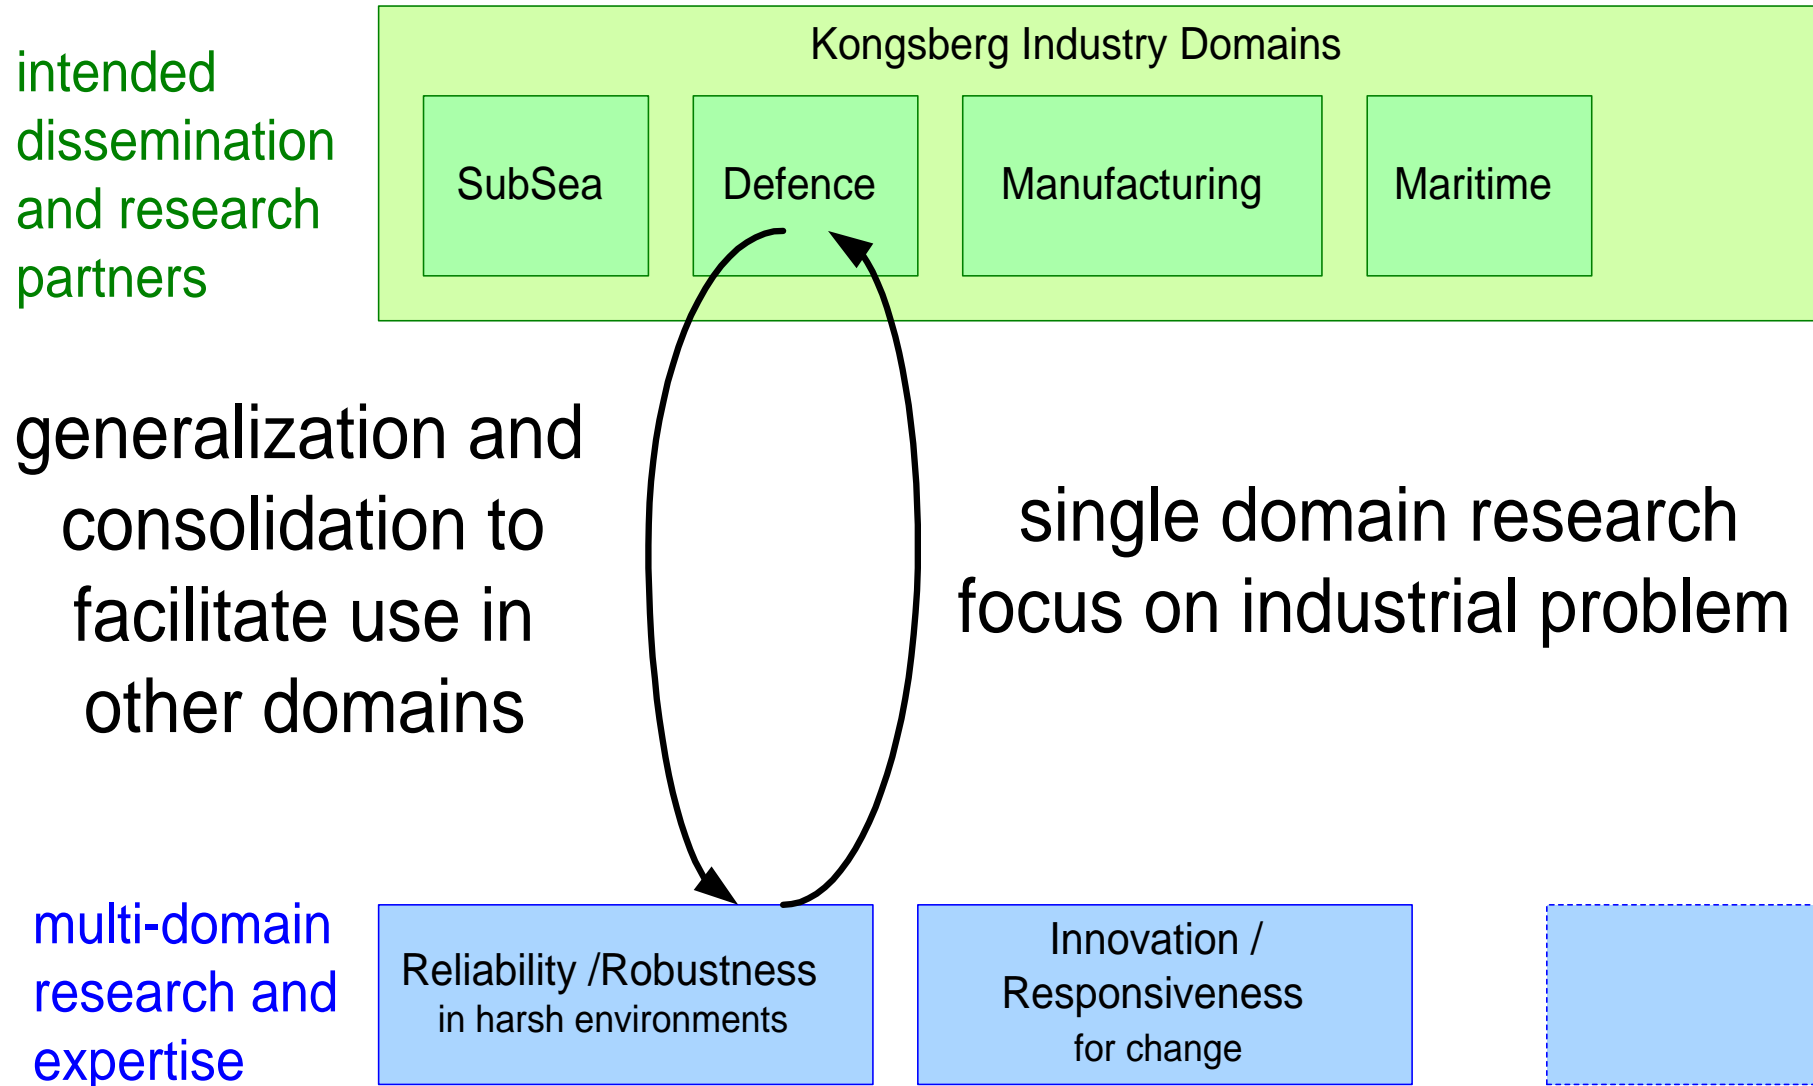 intended
dissemination
and research
partners
Kongsberg Industry Domains
SubSea
Defence
Manufacturing
Maritime
generalization and
consolidation to
facilitate use in
other domains
single domain research
focus on industrial problem
multi-domain
research and
expertise
Reliability /Robustness
in harsh environments
Innovation /
Responsiveness
for change